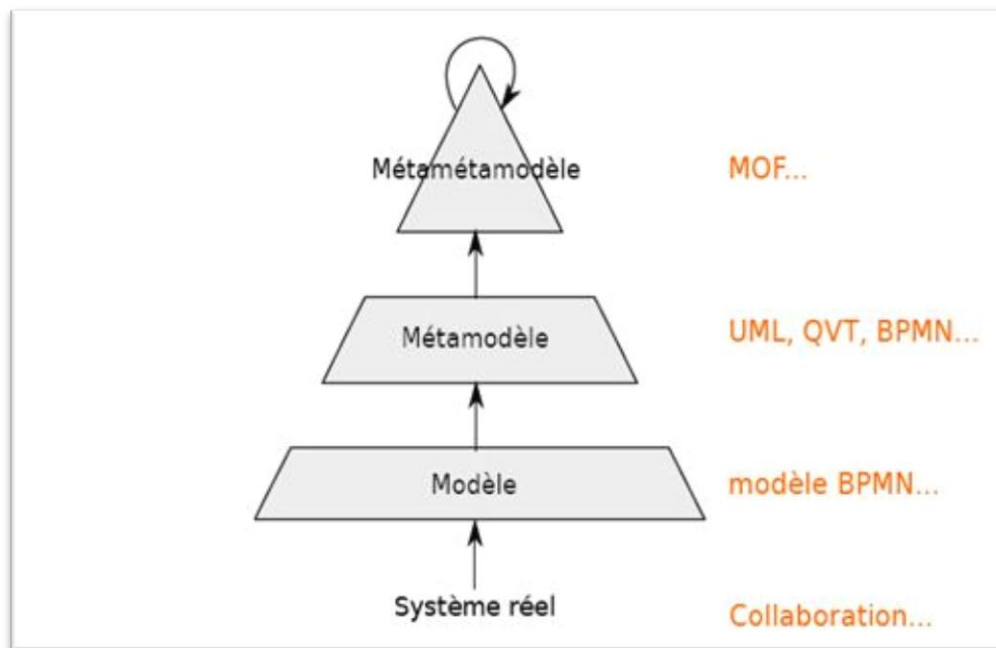 Métamétamodèle MOF...
Métamodèle UML, QVT, BPMN...
Modèle modèle BPMN...
Système réel Collaboration...